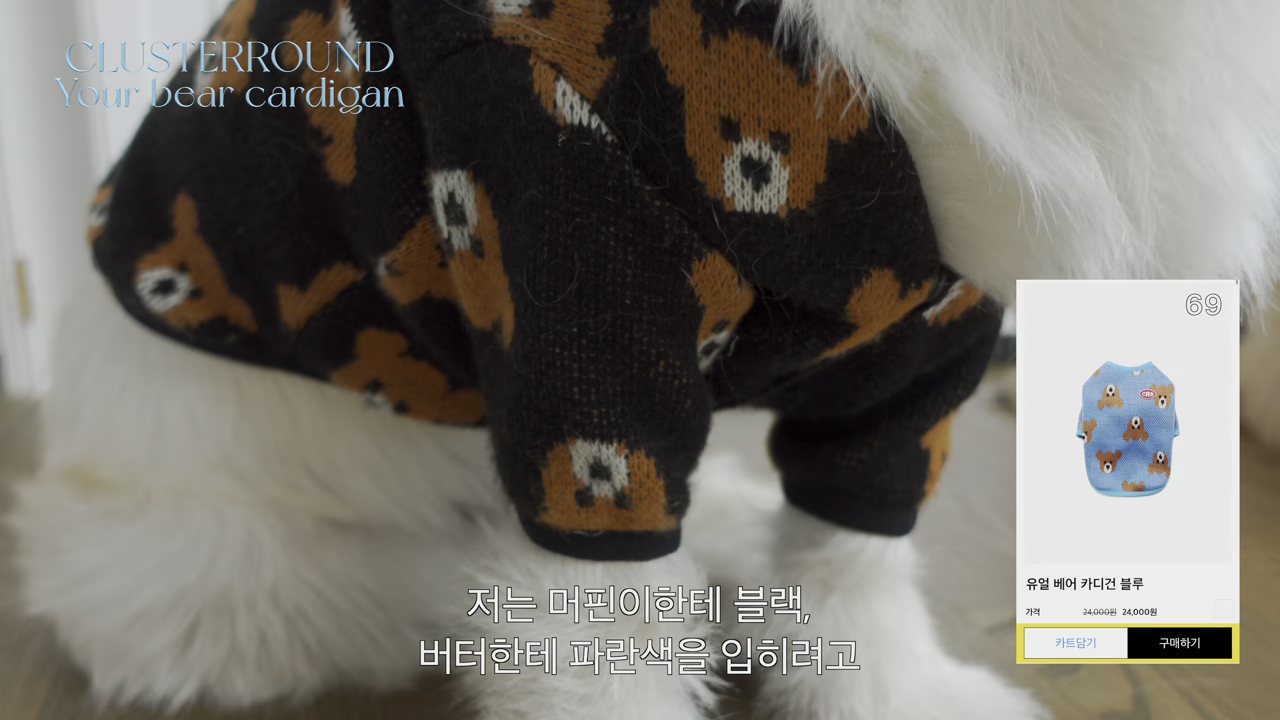 CLUSTERROUND
Your bear cardigan
69
CRR
유얼 베어 카디건 블루
가격 24,000원 24,000원
카트담기 구매하기
저는 머핀이한테 블랙,
버터한테 파란색을 입히려고